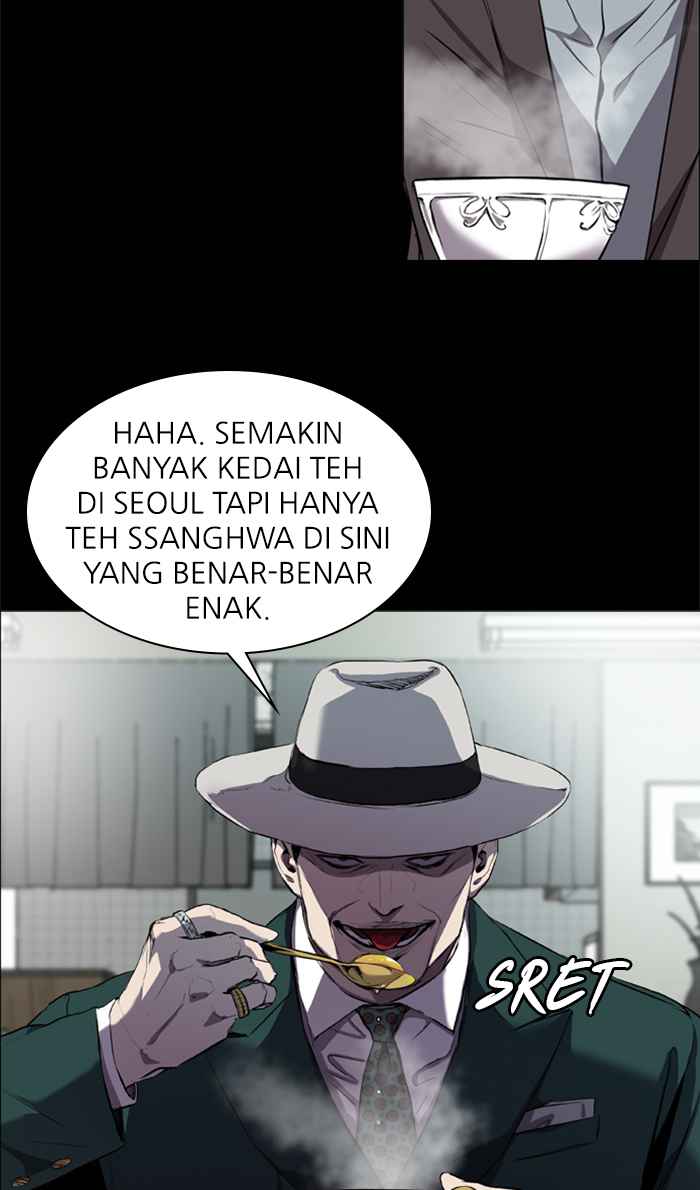 HAHA. SEMAKIN
BANYAK KEDAI TEH
DI SEOUL TAPI HANYA
TEH SSANGHWA DI SINI
YANG BENAR-BENAR
ENAK.
SRET